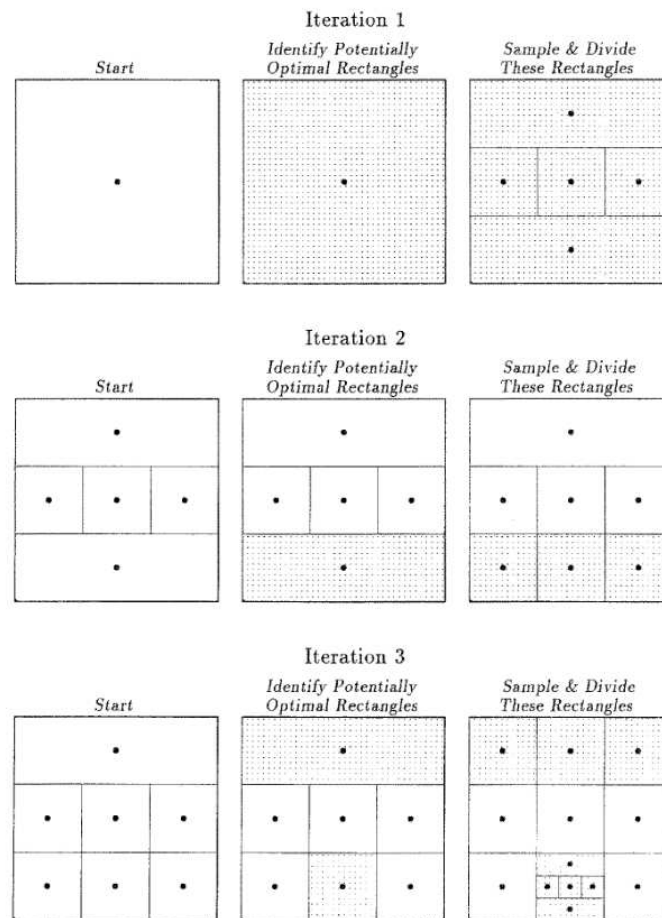 Iteration 1
Start
Identify Potentially
Optimal Rectangles
Sample & Divide
These Rectangles
Iteration 2
Start
Identify Potentially
Optimal Rectangles
Sample & Divide
These Rectangles
Iteration 3
Start
Identify Potentially
Optimal Rectangles
Sample & Divide
These Rectangles